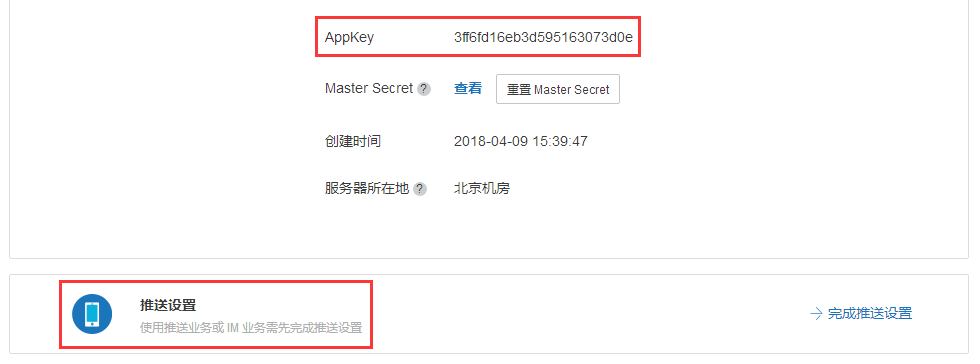 AppKey 3ff6fd16eb3d595163073d0e
Master Secret ? 查看 重置 Master Secret
创建时间 2018-04-09 15:39:47
服务器所在地 ? 北京机房
推送设置
使用推送业务或 IM 业务需先完成推送设置
→ 完成推送设置